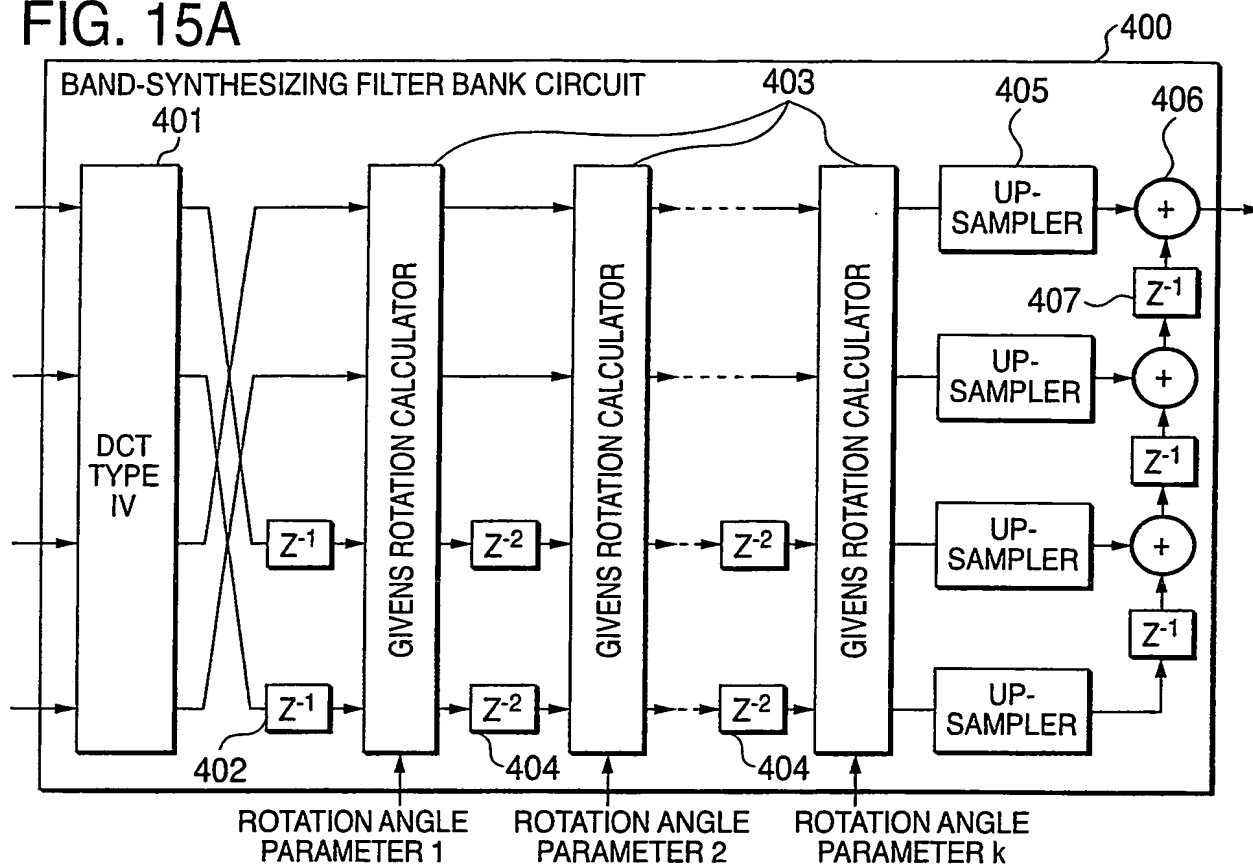 FIG. 15A
400
BAND-SYNTHESIZING FILTER BANK CIRCUIT
401
403
405
406
DCT
TYPE
IV
Z-1
Z-1
402
GIVENS ROTATION CALCULATOR
Z-2
Z-2
404
GIVENS ROTATION CALCULATOR
Z-2
Z-2
404
GIVENS ROTATION CALCULATOR
UP-
SAMPLER
UP-
SAMPLER
UP-
SAMPLER
UP-
SAMPLER
+
Z-1
407
+
Z-1
+
Z-1
ROTATION ANGLE
PARAMETER 1
ROTATION ANGLE
PARAMETER 2
ROTATION ANGLE
PARAMETER k